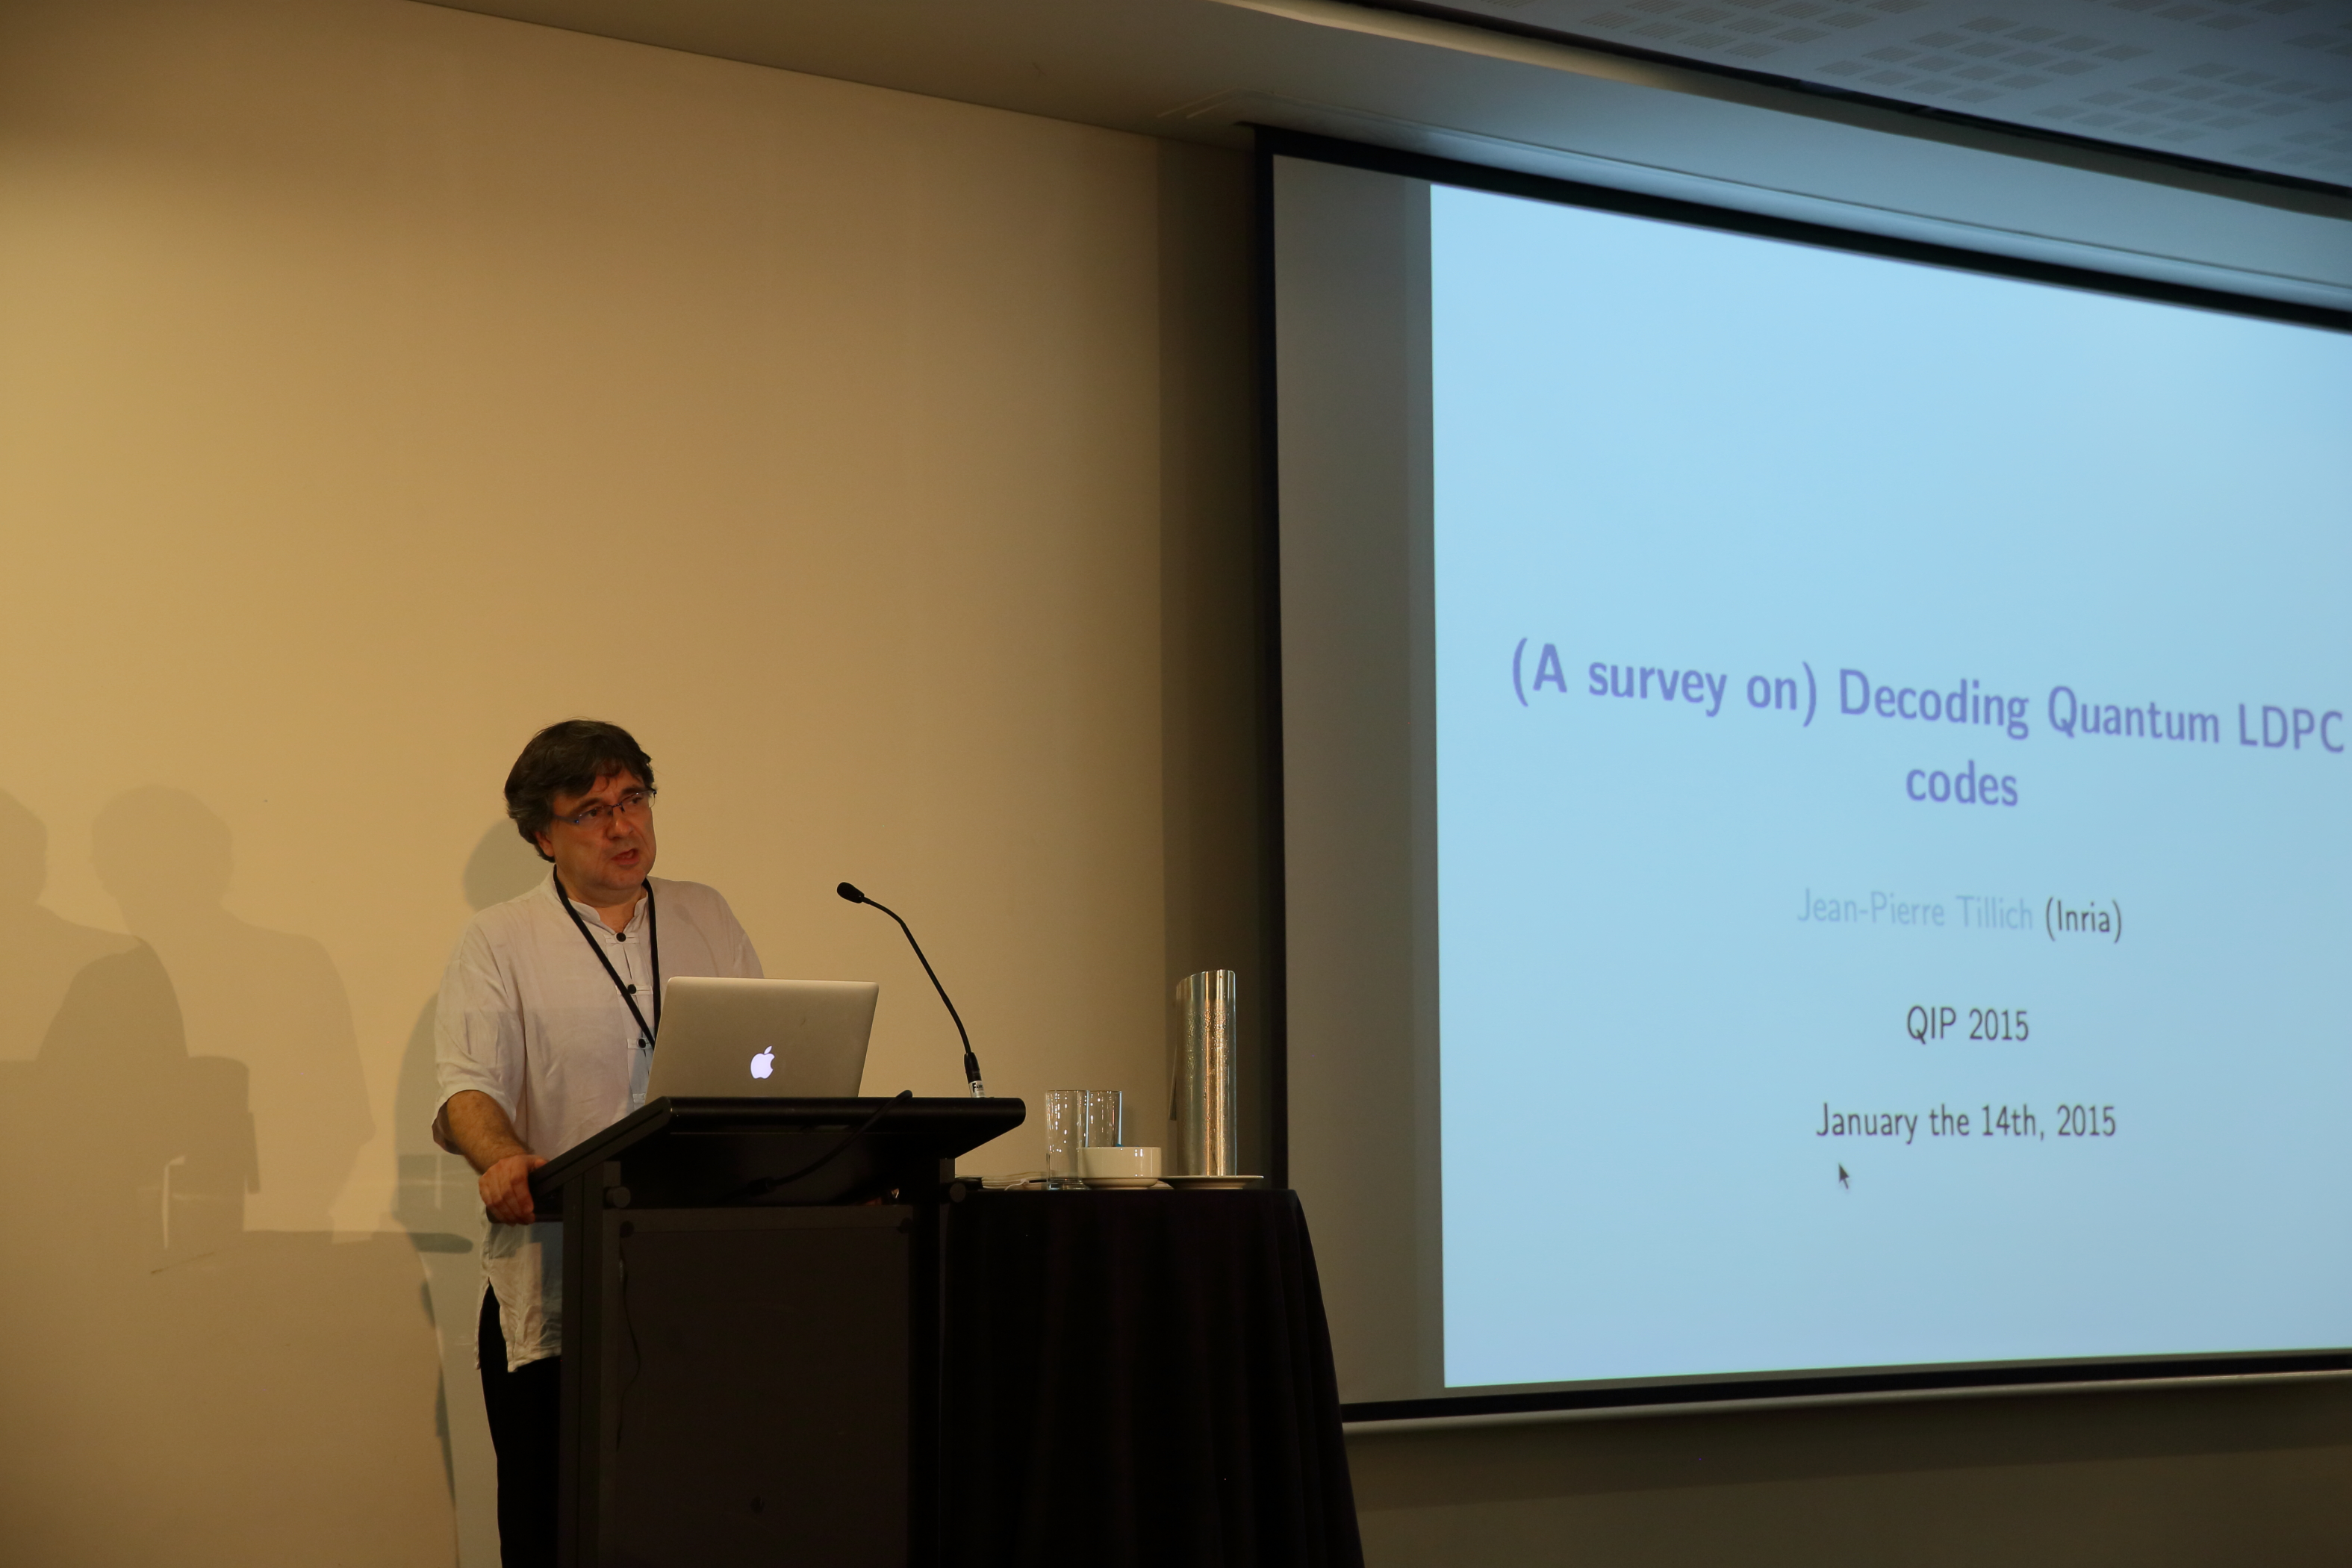 (A survey on) Decoding Quantum LDPC
codes
Jean-Pierre Tillich (Inria)
QIP 2015
January the 14th, 2015